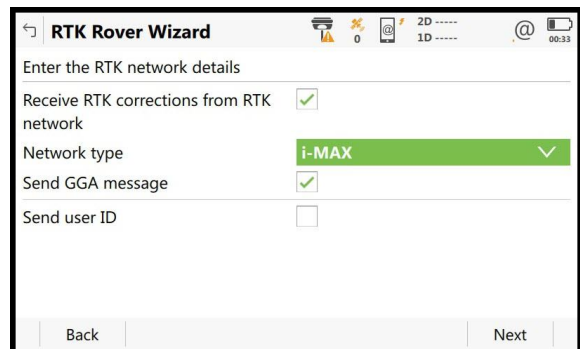 RTK Rover Wizard
0
@
2D -----
1D -----
@
00:33
Enter the RTK network details
Receive RTK corrections from RTK
network
Network type
i-MAX
Send GGA message
Send user ID
Back
Next